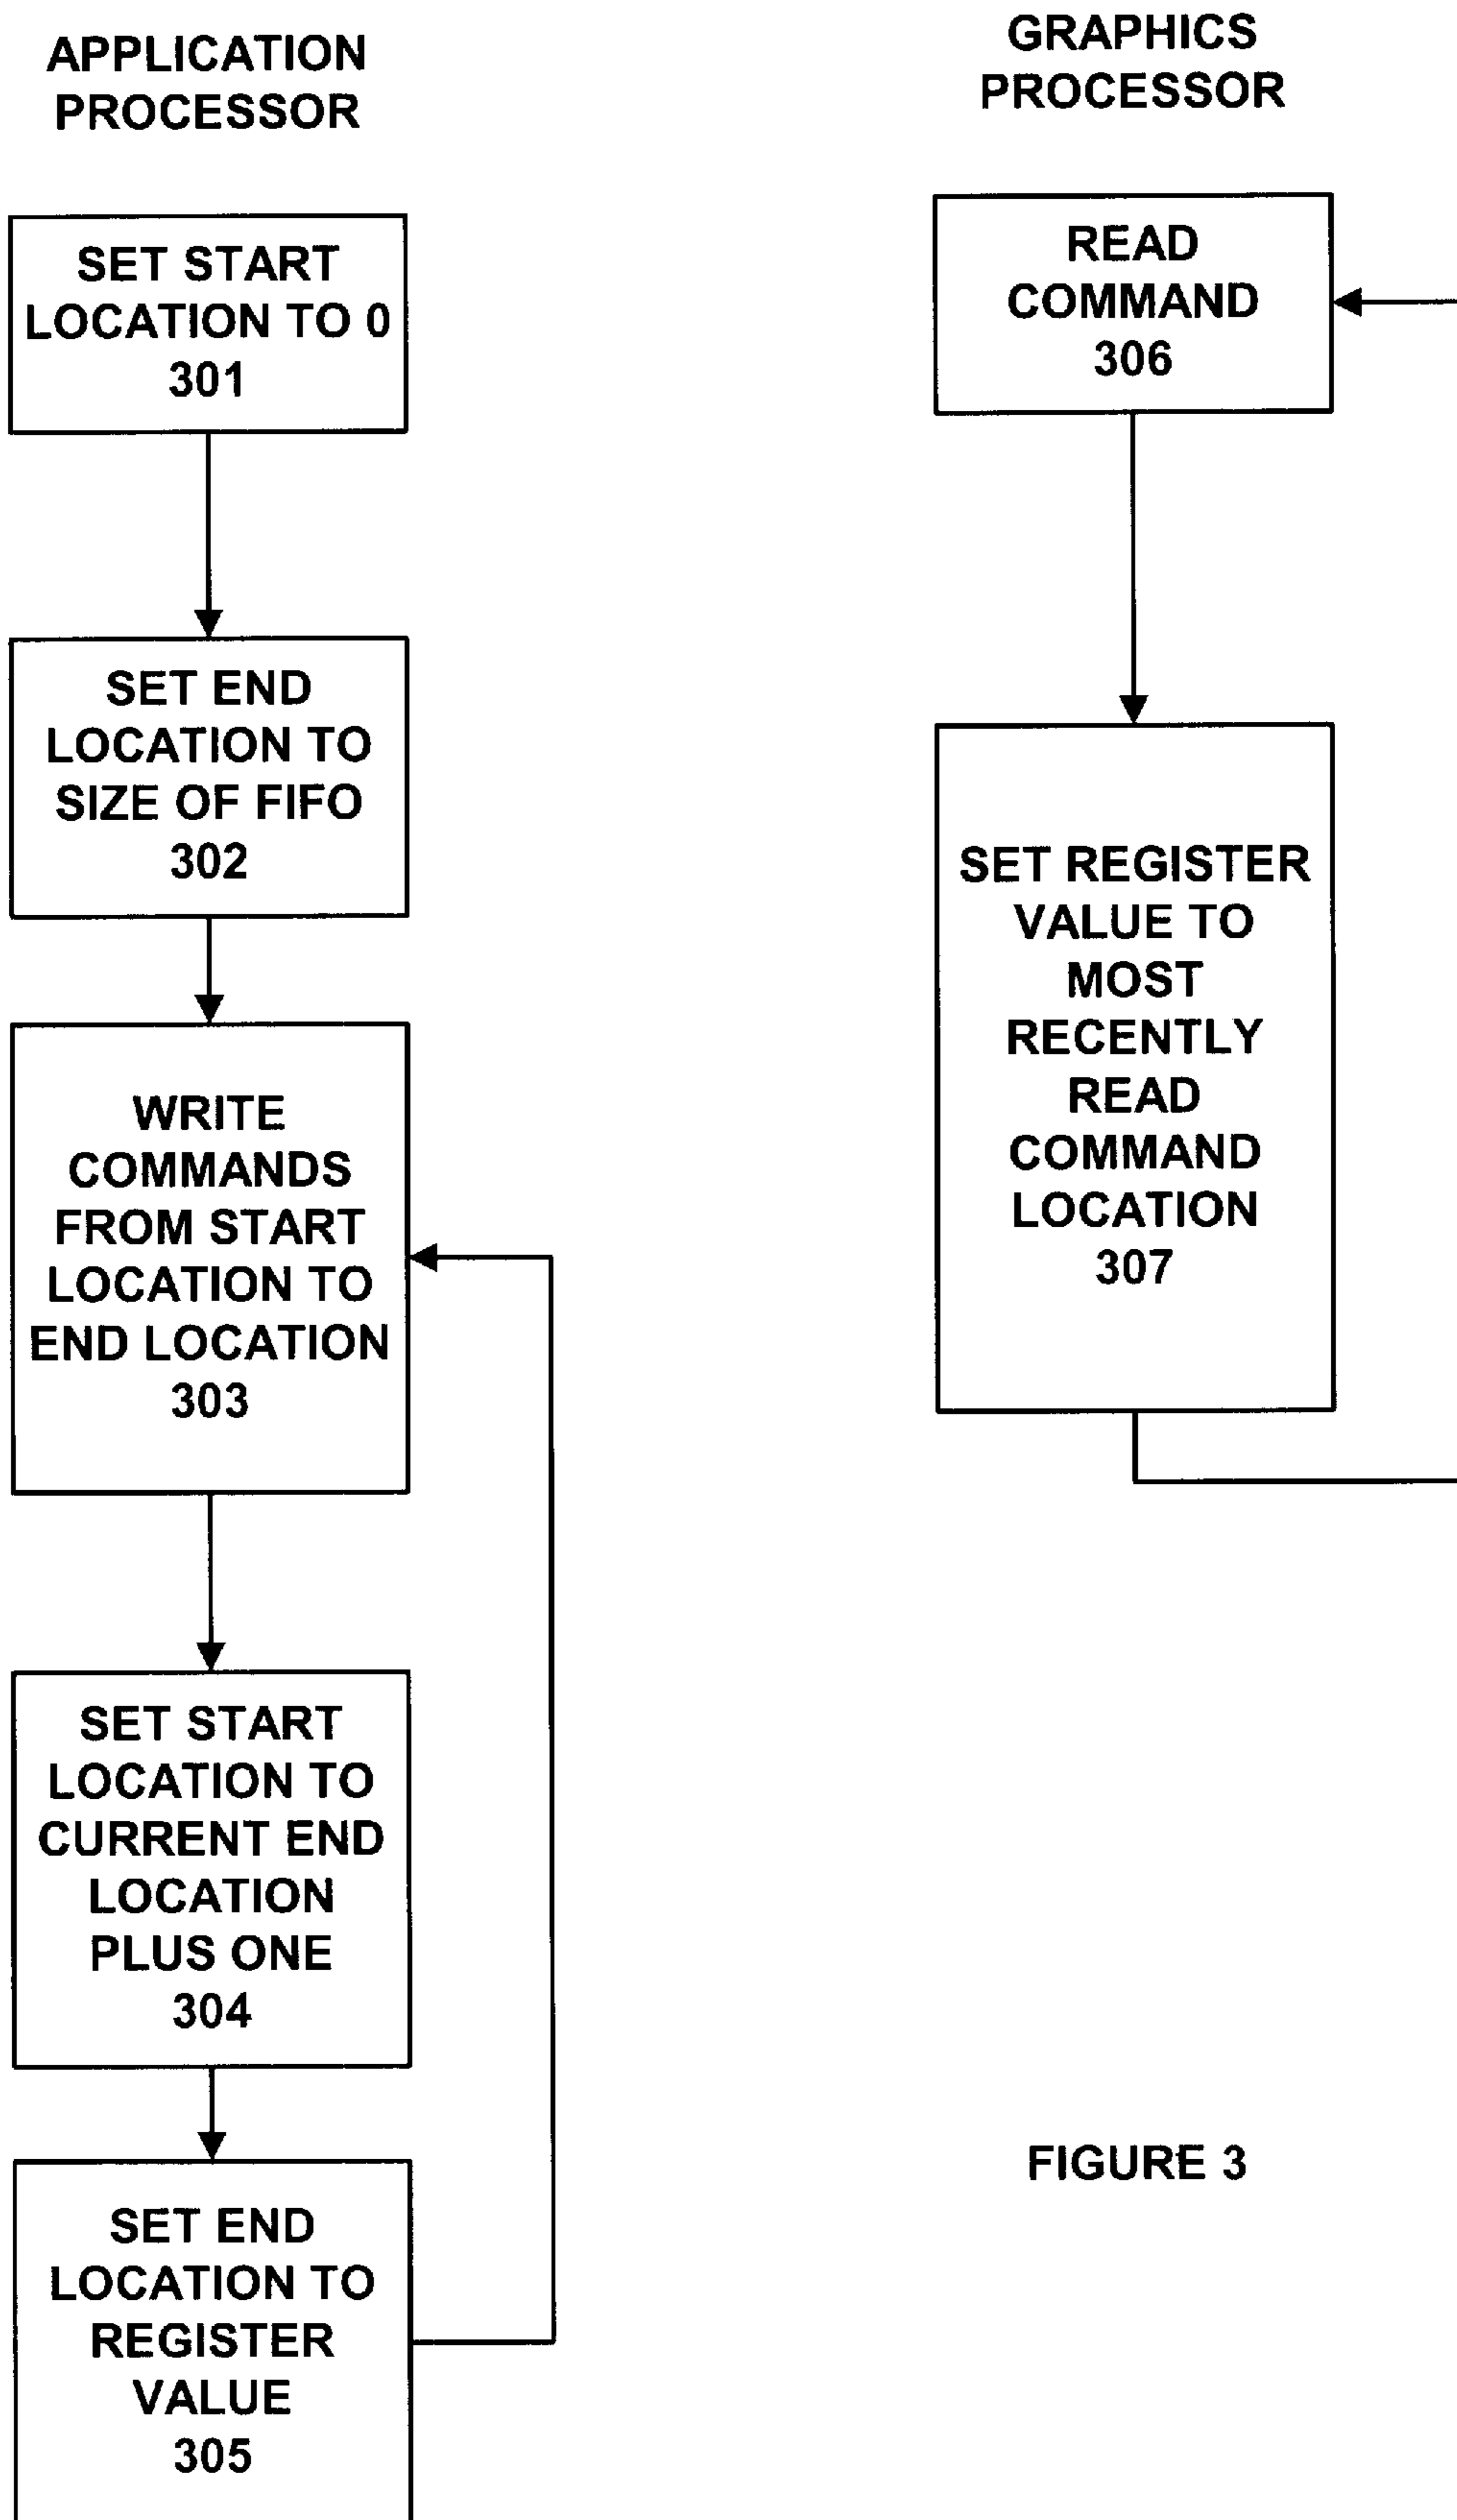 APPLICATION
PROCESSOR
SET START
LOCATION TO 0
301
SET END
LOCATION TO
SIZE OF FIFO
302
WRITE
COMMANDS
FROM START
LOCATION TO
END LOCATION
303
SET START
LOCATION TO
CURRENT END
LOCATION
PLUS ONE
304
SET END
LOCATION TO
REGISTER
VALUE
305
GRAPHICS
PROCESSOR
READ
COMMAND
306
SET REGISTER
VALUE TO
MOST
RECENTLY
READ
COMMAND
LOCATION
307
FIGURE 3